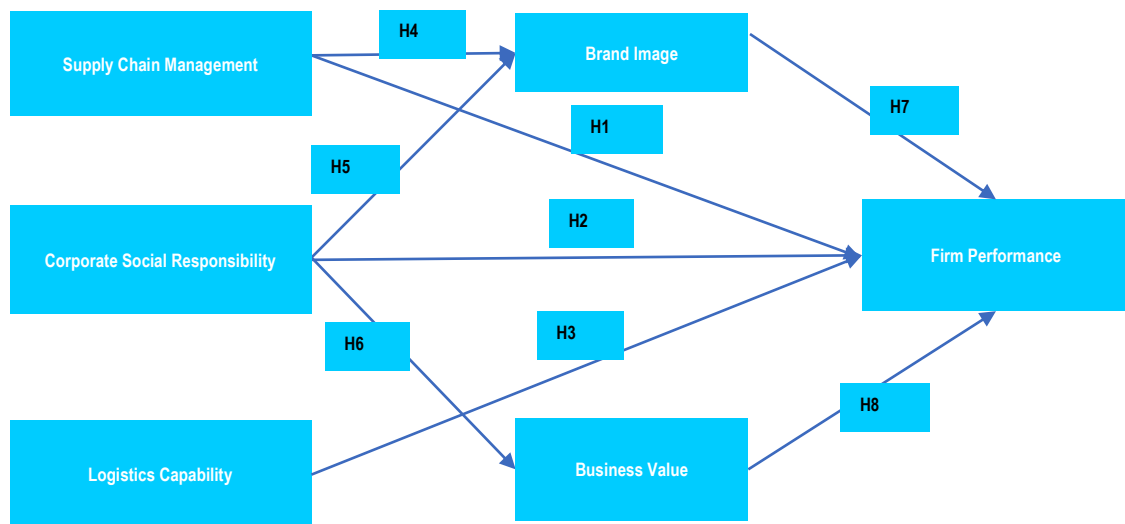 H4
Supply Chain Management
Brand Image
H7
H1
H5
H2
Corporate Social Responsibility
Firm Performance
H3
H6
H8
Logistics Capability
Business Value